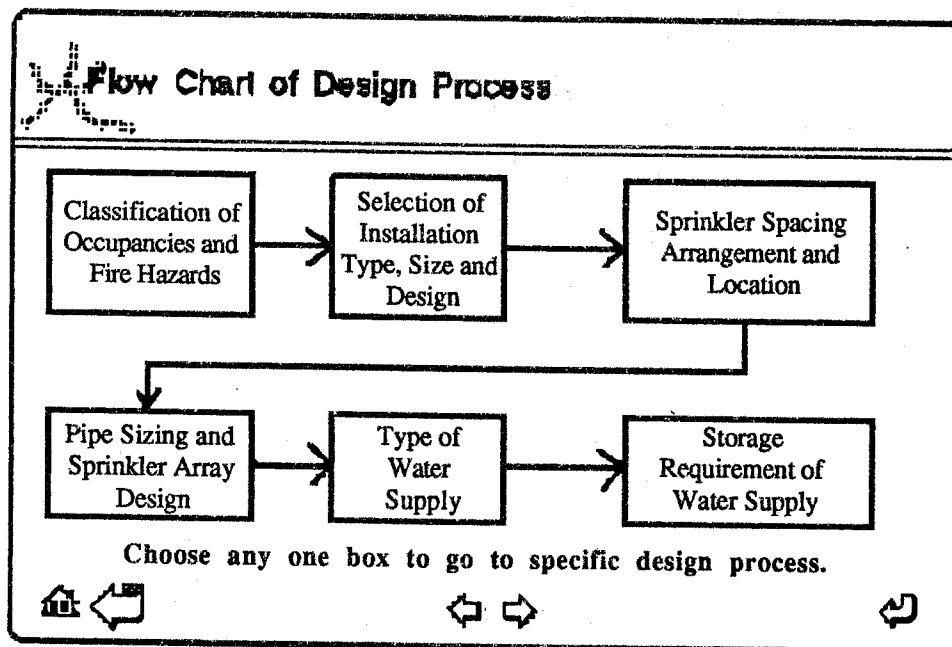 Flow Chart of Design Process
Classification of
Occupancies and
Fire Hazards
Selection of
Installation
Type, Size and
Design
Sprinkler Spacing
Arrangement and
Location
Pipe Sizing and
Sprinkler Array
Design
Type of
Water
Supply
Storage
Requirement of
Water Supply
Choose any one box to go to specific design process.